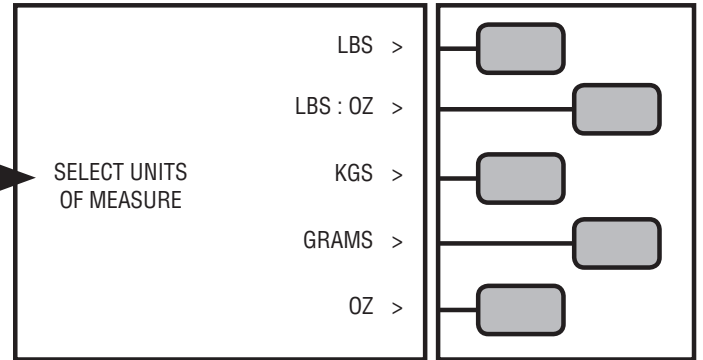 LBS >
LBS : OZ >
SELECT UNITS
OF MEASURE
KGS >
GRAMS >
OZ >